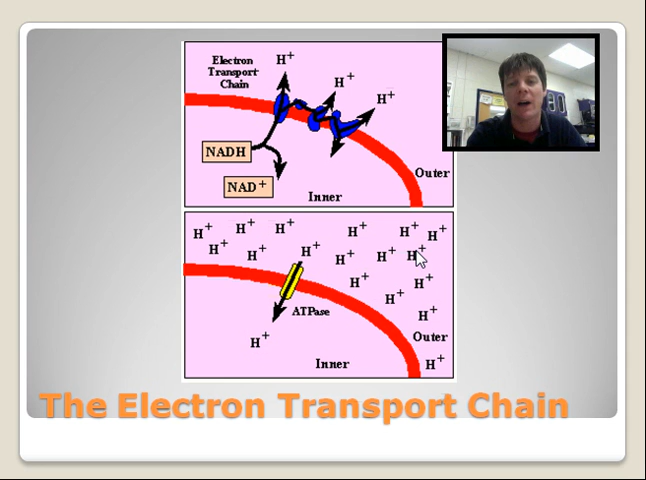 Electron
Transport
Chain
H+
H+
H+
NADH
NAD+
Outer
Inner
H+ H+ H+ H+ H+ H+
H+ H+ H+ H+ H+ H+
H+ H+ H+
H+
ATPase
H+
H+
Outer
Inner
H+
The Electron Transport Chain